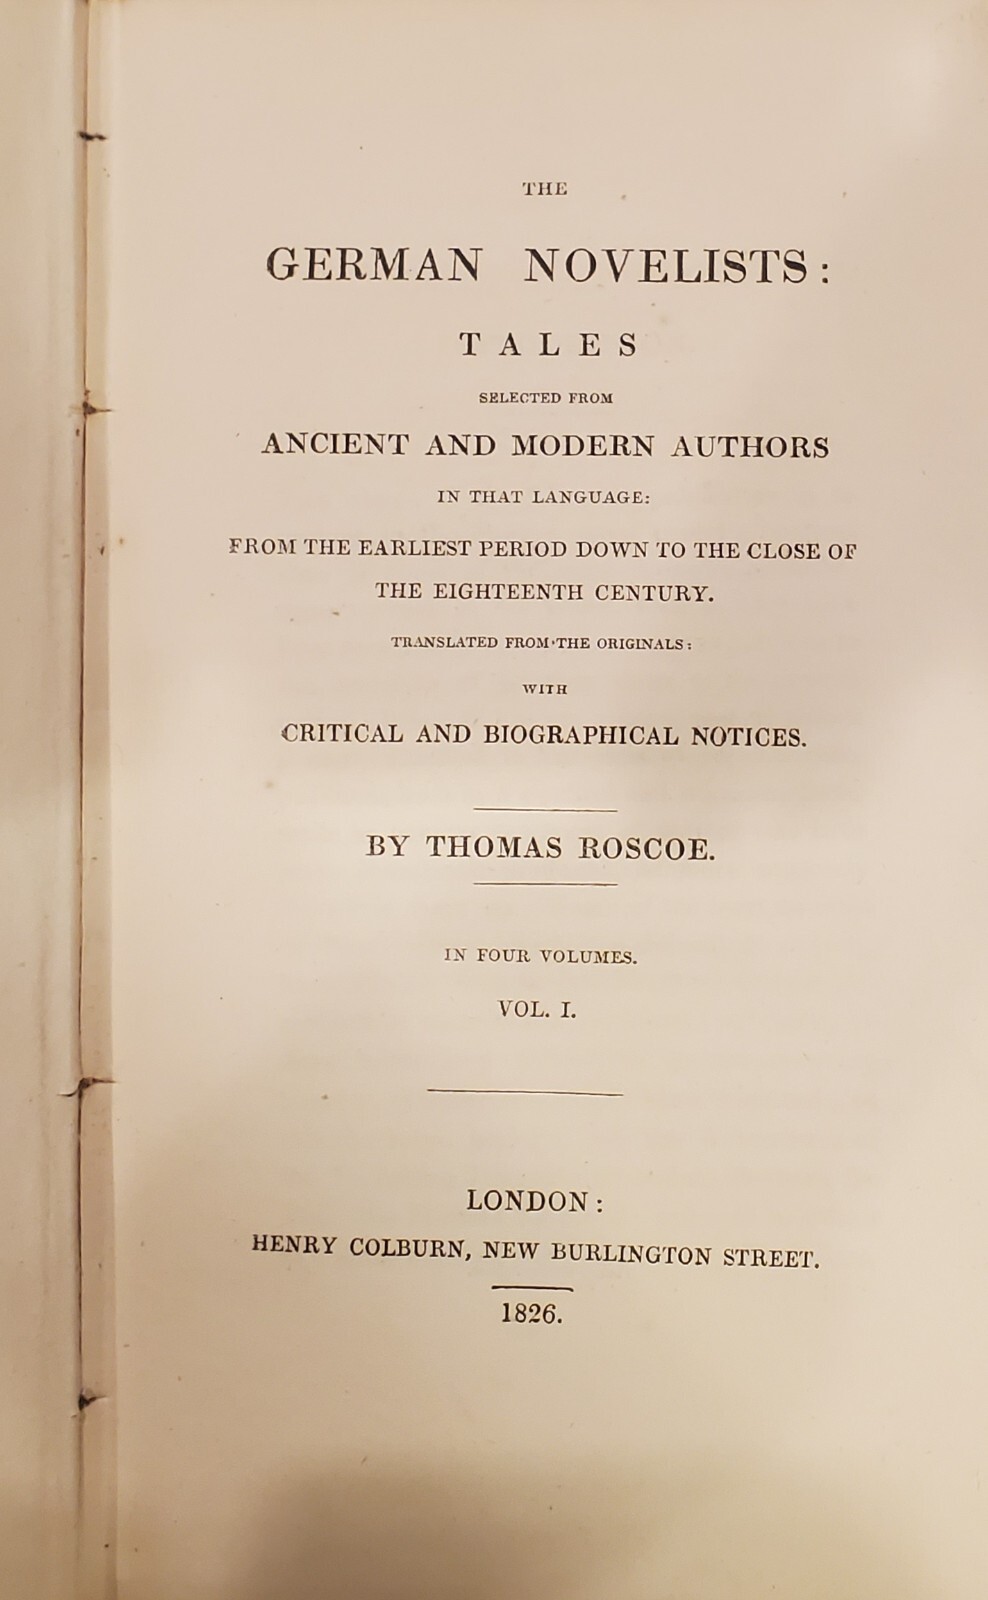 THE
GERMAN NOVELISTS:
TALES
SELECTED FROM
ANCIENT AND MODERN AUTHORS
IN THAT LANGUAGE:
FROM THE EARLIEST PERIOD DOWN TO THE CLOSE OF
THE EIGHTEENTH CENTURY.
TRANSLATED FROM THE ORIGINALS:
WITH
CRITICAL AND BIOGRAPHICAL NOTICES.
BY THOMAS ROSCOE.
IN FOUR VOLUMES.
VOL. I.
LONDON:
HENRY COLBURN, NEW BURLINGTON STREET.
1826.